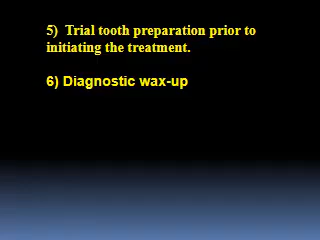 5)  Trial tooth preparation prior to
initiating the treatment.
6) Diagnostic wax-up